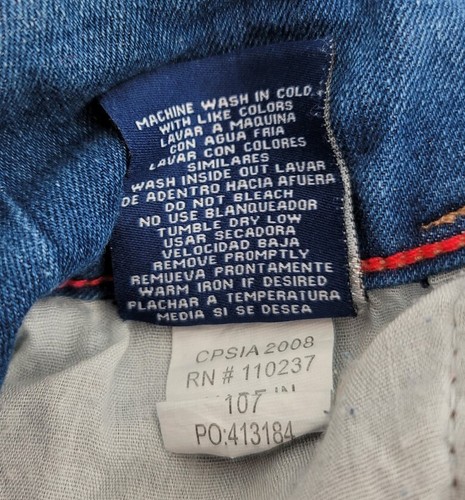 MACHINE WASH IN COLD
WITH LIKE COLORS
LAVAR A MAQUINA
CON AGUA FRIA
LAVAR CON COLORES
SIMILARES
WASH INSIDE OUT LAVAR
DE ADENTRO HACIA AFUERA
DO NOT BLEACH
NO USE BLANQUEADOR
TUMBLE DRY LOW
USAR SECADORA
VELOCIDAD BAJA
REMOVE PROMPTLY
REMUEVA PRONTAMENTE
WARM IRON IF DESIRED
PLACHAR A TEMPERATURA
MEDIA SI SE DESEA
CPSIA 2008
RN # 110237
107
PO:413184